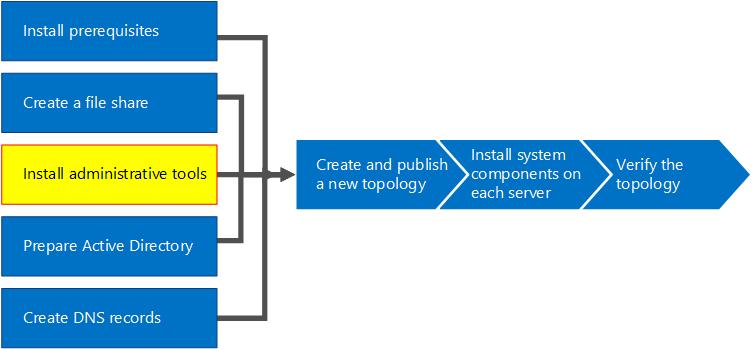 Install prerequisites
Create a file share
Install administrative tools
Prepare Active Directory
Create DNS records
Create and publish
a new topology
Install system
components on
each server
Verify the
topology